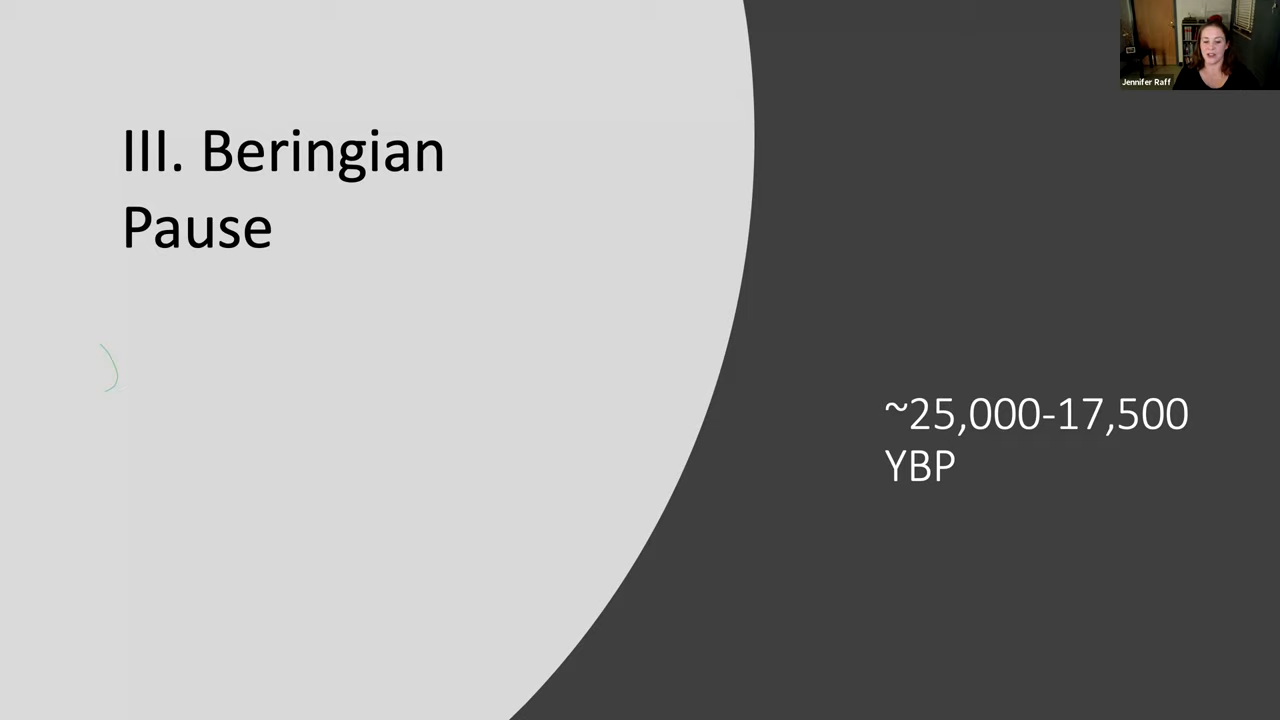 Jennifer Raff
III. Beringian
Pause
~25,000-17,500
YBP